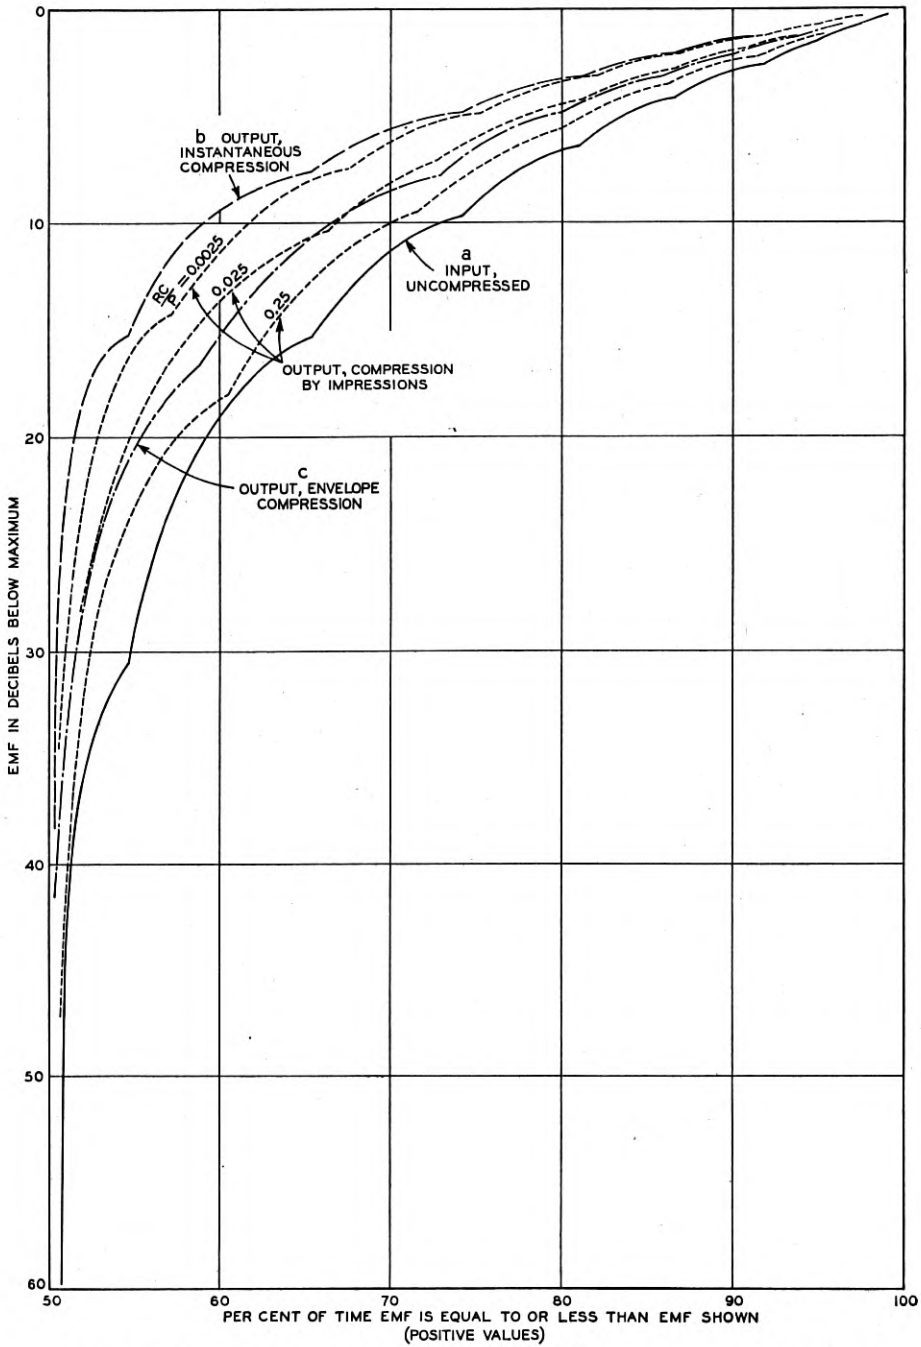 0
b OUTPUT,
INSTANTANEOUS
COMPRESSION
10
a
INPUT,
UNCOMPRESSED
RC/P = 0.0025
0.025
0.25
OUTPUT, COMPRESSION
BY IMPRESSIONS
20
c
OUTPUT, ENVELOPE
COMPRESSION
EMF IN DECIBELS BELOW MAXIMUM
30
40
50
60
50 60 70 80 90 100
PER CENT OF TIME EMF IS EQUAL TO OR LESS THAN EMF SHOWN
(POSITIVE VALUES)